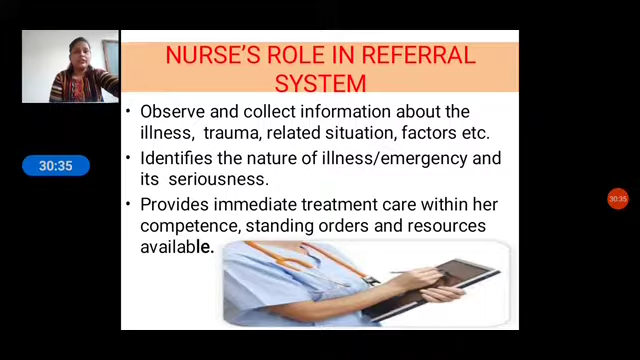 NURSE'S ROLE IN REFERRAL
SYSTEM
• Observe and collect information about the
illness, trauma, related situation, factors etc.
• Identifies the nature of illness/emergency and
its seriousness.
• Provides immediate treatment care within her
competence, standing orders and resources
available.
30:35
30:35